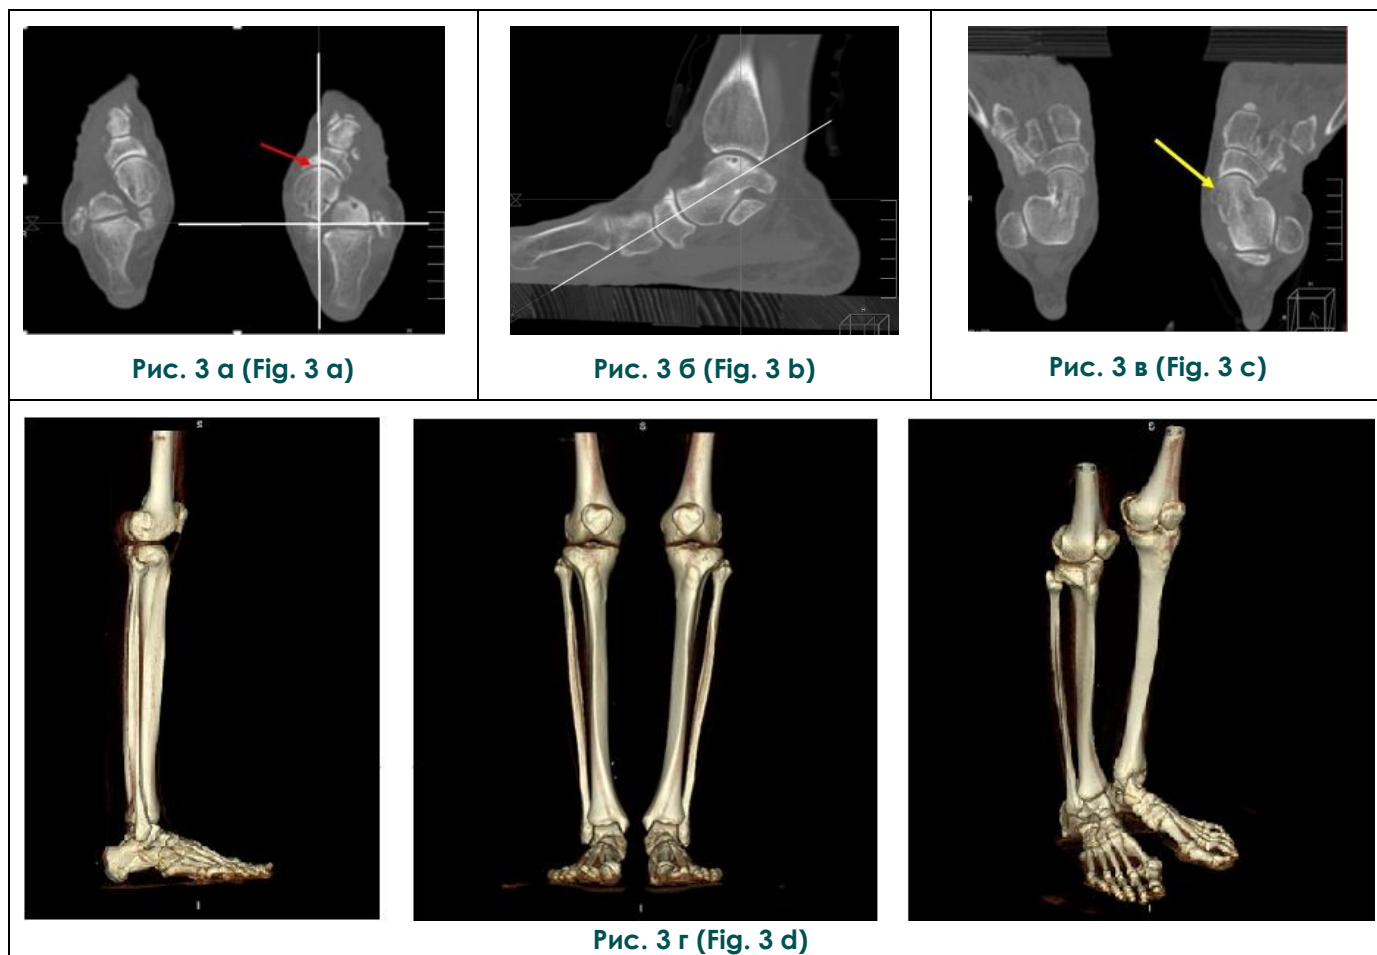 Рис. 3 а (Fig. 3 a)
Рис. 3 б (Fig. 3 b)
Рис. 3 в (Fig. 3 c)
Рис. 3 г (Fig. 3 d)